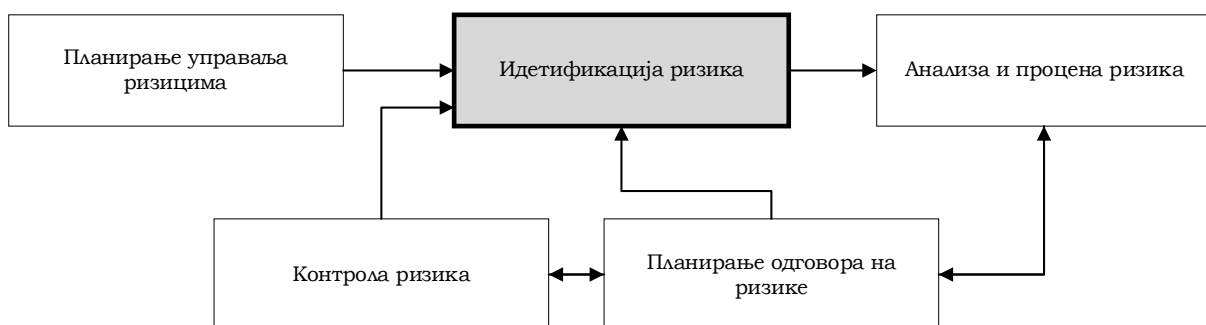 Планирање управаља
ризицима
Идетификација ризика
Анализа и процена ризика
Контрола ризика
Планирање одговора на
ризике